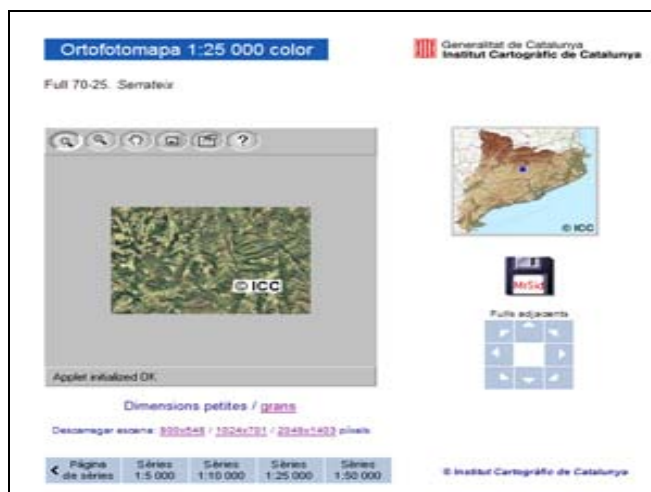 Ortofotomapa 1:25 000 color
Generalitat de Catalunya
Institut Cartogràfic de Catalunya
Full 70-25. Serrateix
?
© ICC
© ICC
MrSid
Fulls adjacents
Applet initialized OK
Dimensions petites / grans
Descarregar escena: 800x548 / 1024x701 / 2048x1403 píxels
Pàgina de sèries
Sèries 1:5 000
Sèries 1:10 000
Sèries 1:25 000
Sèries 1:50 000
© Institut Cartogràfic de Catalunya